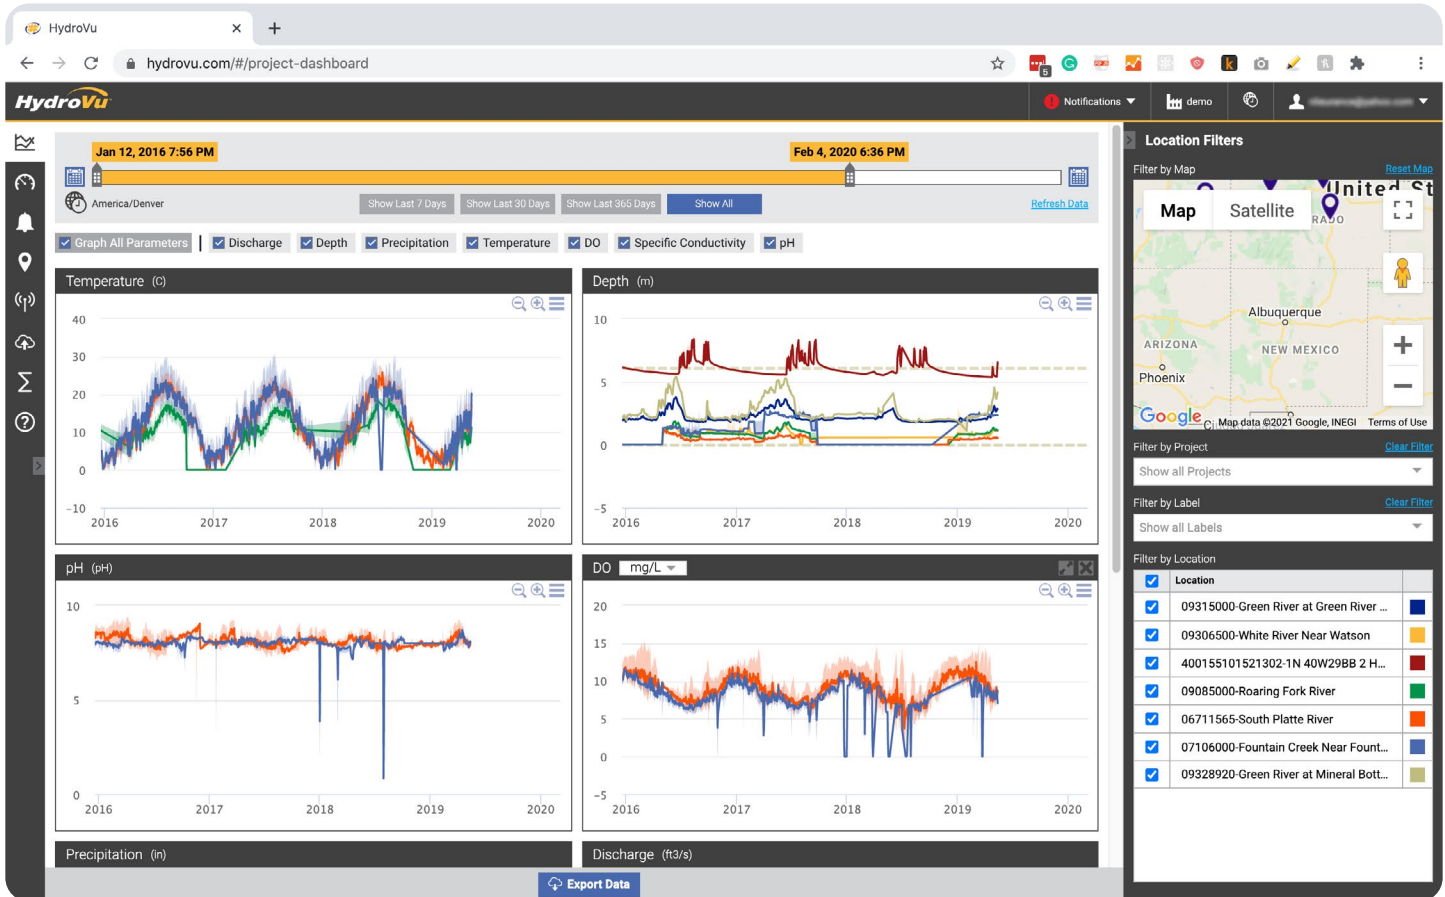 HydroVu
hydrovu.com/#/project-dashboard
5
HydroVu
Notifications
demo
Jan 12, 2016 7:56 PM
Feb 4, 2020 6:36 PM
America/Denver
Show Last 7 Days
Show Last 30 Days
Show Last 365 Days
Show All
Refresh Data
Graph All Parameters
Discharge
Depth
Precipitation
Temperature
DO
Specific Conductivity
pH
Temperature (C)
40
30
20
10
0
-10
2016 2017 2018 2019 2020
Depth (m)
10
5
0
-5
2016 2017 2018 2019 2020
pH (pH)
10
5
0
2016 2017 2018 2019 2020
DO mg/L
20
15
10
5
0
-5
2016 2017 2018 2019 2020
Precipitation (in)
Discharge (ft3/s)
Export Data
Location Filters
Filter by Map
Reset Map
Map
Satellite
United St
RADO
Albuquerque
ARIZONA
NEW MEXICO
Phoenix
Google
Map data ©2021 Google, INEGI
Terms of Use
Filter by Project
Clear Filter
Show all Projects
Filter by Label
Clear Filter
Show all Labels
Filter by Location
Location
09315000-Green River at Green River ...
09306500-White River Near Watson
400155101521302-1N 40W29BB 2 H...
09085000-Roaring Fork River
06711565-South Platte River
07106000-Fountain Creek Near Fount...
09328920-Green River at Mineral Bott...